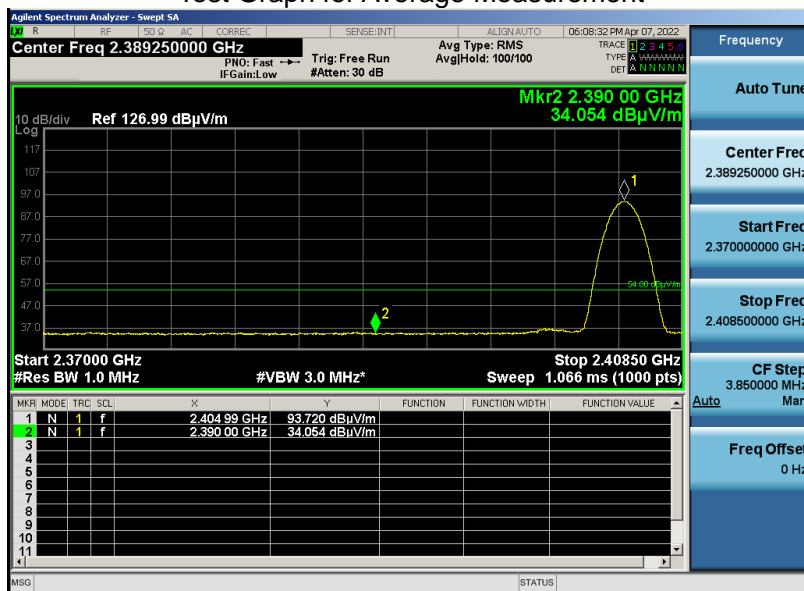 Test Graph for Average Measurement
Agilent Spectrum Analyzer - Swept SA
LXI R RF 50 Ω AC CORREC SENSE:INT ALIGN AUTO 06:08:32 PM Apr 07, 2022
Center Freq 2.389250000 GHz
PNO: Fast
IFGain:Low
Trig: Free Run
#Atten: 30 dB
Avg Type: RMS
Avg|Hold: 100/100
TRACE 1 2 3 4 5 6
TYPE A WWWWW
DET A N N N N N
Mkr2 2.390 00 GHz
34.054 dBµV/m
10 dB/div
Log
Ref 126.99 dBµV/m
117
107
97.0
87.0
77.0
67.0
57.0
47.0
37.0
1
2
54.00 dBµV/m
Start 2.37000 GHz
Stop 2.40850 GHz
#Res BW 1.0 MHz
#VBW 3.0 MHz*
Sweep 1.066 ms (1000 pts)
MKR MODE TRC SCL X Y FUNCTION FUNCTION WIDTH FUNCTION VALUE
1 N 1 f 2.404 99 GHz 93.720 dBµV/m
2 N 1 f 2.390 00 GHz 34.054 dBµV/m
3
4
5
6
7
8
9
10
11
MSG
STATUS
Frequency
Auto Tune
Center Freq
2.389250000 GHz
Start Freq
2.370000000 GHz
Stop Freq
2.408500000 GHz
CF Step
3.850000 MHz
Auto Man
Freq Offset
0 Hz